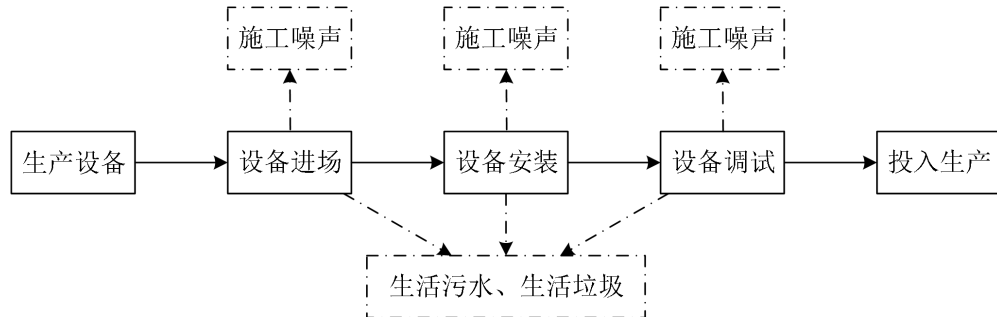 施工噪声 施工噪声 施工噪声
生产设备 设备进场 设备安装 设备调试 投入生产
生活污水、生活垃圾